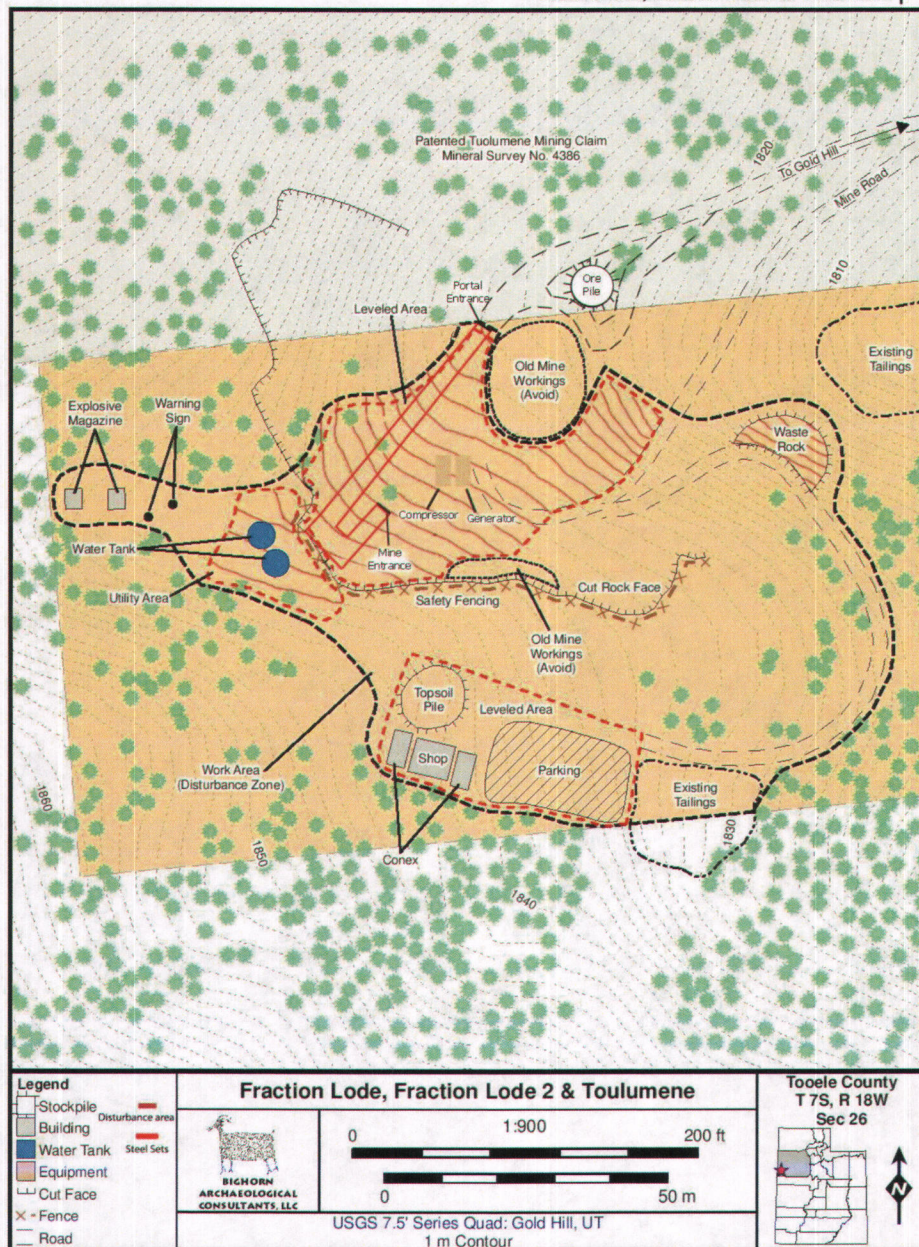 Patented Tuolumene Mining Claim
Mineral Survey No. 4386
1820
To Gold Hill
Mine Road
1810
Portal
Entrance
Ore
Pile
Leveled Area
Old Mine
Workings
(Avoid)
Existing
Tailings
Explosive
Magazine
Warning
Sign
Waste
Rock
Compressor
Generator
Water Tank
Mine
Entrance
Utility Area
Safety Fencing
Cut Rock Face
Old Mine
Workings
(Avoid)
Topsoil
Pile
Leveled Area
Shop
Parking
Work Area
(Disturbance Zone)
Existing
Tailings
1860
1850
1830
Conex
1840
Legend
Stockpile
Building
Water Tank
Equipment
Cut Face
Fence
Road
Disturbance area
Steel Sets
Fraction Lode, Fraction Lode 2 & Toulumene
BIGHORN
ARCHAEOLOGICAL
CONSULTANTS, LLC
1:900
0 200 ft
0 50 m
USGS 7.5' Series Quad: Gold Hill, UT
1 m Contour
Tooele County
T 7S, R 18W
Sec 26
N